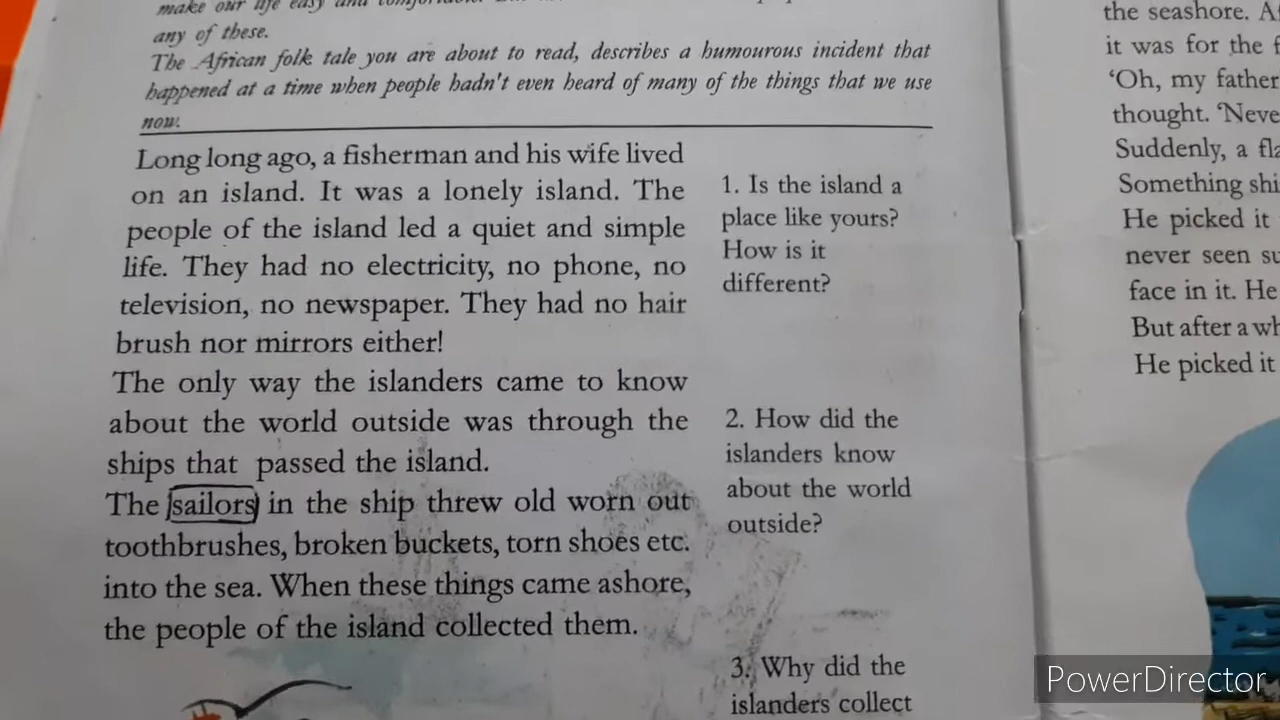 make our life easy and comfortable.
any of these.
The African folk tale you are about to read, describes a humourous incident that
happened at a time when people hadn't even heard of many of the things that we use
now.
Long long ago, a fisherman and his wife lived
on an island. It was a lonely island. The
people of the island led a quiet and simple
life. They had no electricity, no phone, no
television, no newspaper. They had no hair
brush nor mirrors either!
The only way the islanders came to know
about the world outside was through the
ships that passed the island.
The sailors in the ship threw old worn out
toothbrushes, broken buckets, torn shoes etc.
into the sea. When these things came ashore,
the people of the island collected them.
1. Is the island a
place like yours?
How is it
different?
2. How did the
islanders know
about the world
outside?
3. Why did the
islanders collect
the seashore.
it was for the
'Oh, my father
thought. 'Neve
Suddenly, a
Something shi
He picked it
never seen su
face in it. He
But after a wh
He picked it
PowerDirector